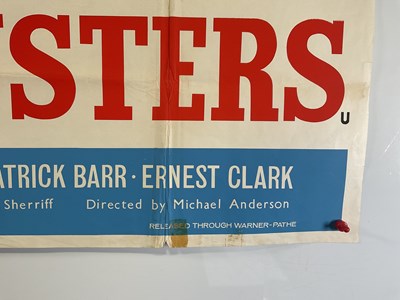 STERS
U
ATRICK BARR · ERNEST CLARK
Sherriff Directed by Michael Anderson
RELEASED THROUGH WARNER-PATHE